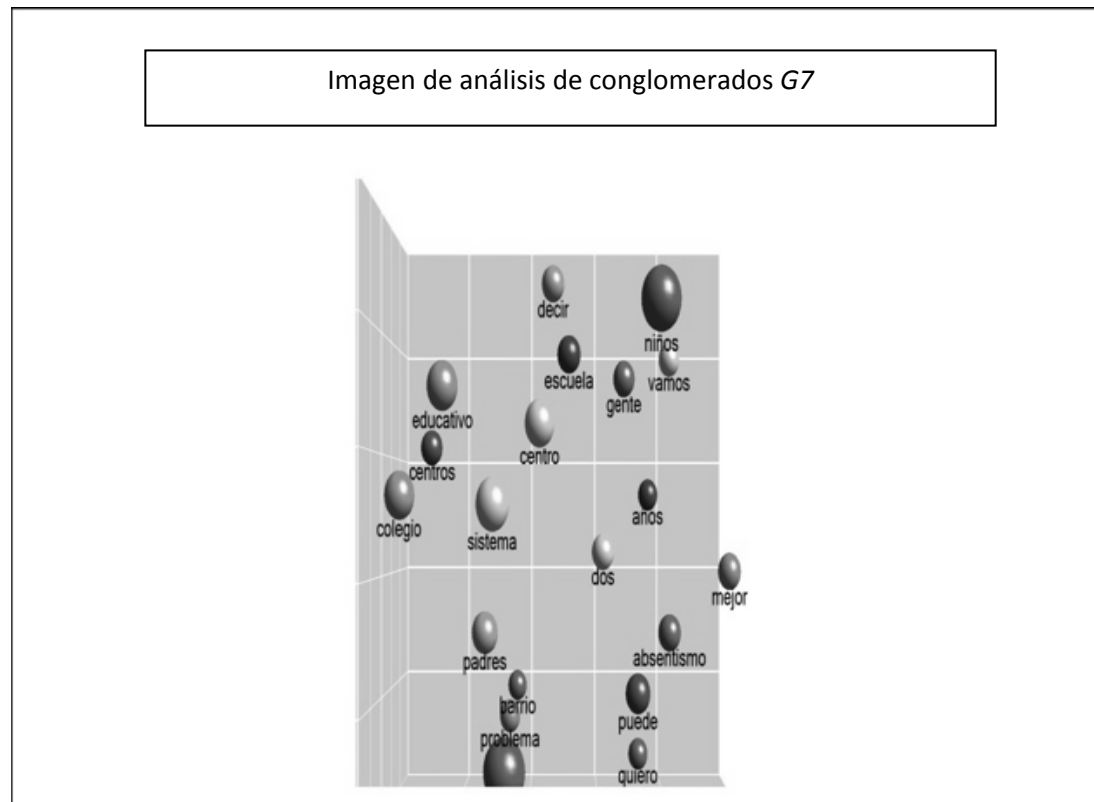 Imagen de análisis de conglomerados G7
decir
niños
escuela
vamos
gente
educativo
centro
centros
colegio
años
sistema
dos
mejor
padres
absentismo
barrio
puede
problema
quiero